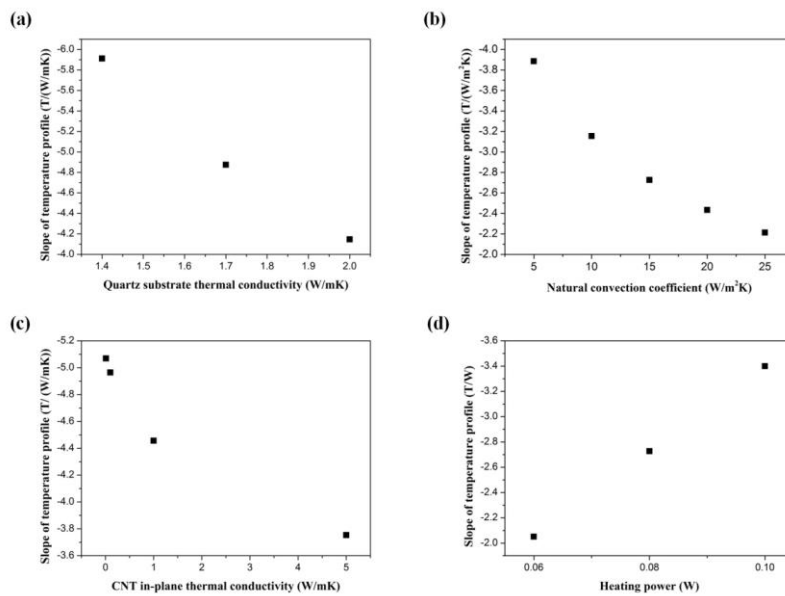 (a)
Slope of temperature profile (T/(W/mK))
-6.0
-5.8
-5.6
-5.4
-5.2
-5.0
-4.8
-4.6
-4.4
-4.2
-4.0
1.4 1.5 1.6 1.7 1.8 1.9 2.0
Quartz substrate thermal conductivity (W/mK)
(b)
Slope of temperature profile (T/(W/m²K))
-4.0
-3.8
-3.6
-3.4
-3.2
-3.0
-2.8
-2.6
-2.4
-2.2
5 10 15 20 25
Natural convection coefficient (W/m²K)
(c)
Slope of temperature profile (T/ (W/mK))
-5.2
-5.0
-4.8
-4.6
-4.4
-4.2
-4.0
-3.8
-3.6
0 1 2 3 4 5
CNT in-plane thermal conductivity (W/mK)
(d)
Slope of temperature profile (T/W)
-3.6
-3.4
-3.2
-3.0
-2.8
-2.6
-2.4
-2.2
-2.0
0.06 0.08 0.10
Heating power (W)